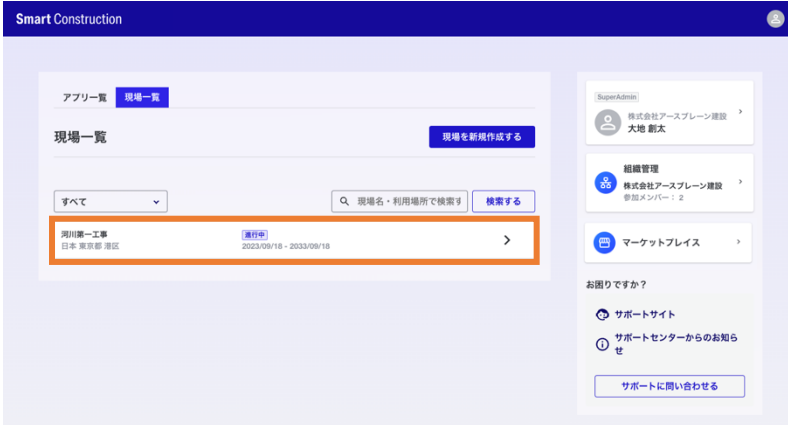 Smart Construction
アプリ一覧 現場一覧
現場一覧
現場を新規作成する
すべて
現場名・利用場所で検索す
検索する
河川第一工事
日本 東京都 港区
進行中
2023/09/18 - 2033/09/18
SuperAdmin
株式会社アースブレーン建設
大地 創太
組織管理
株式会社アースブレーン建設
参加メンバー： 2
マーケットプレイス
お困りですか？
サポートサイト
サポートセンターからのお知ら
せ
サポートに問い合わせる